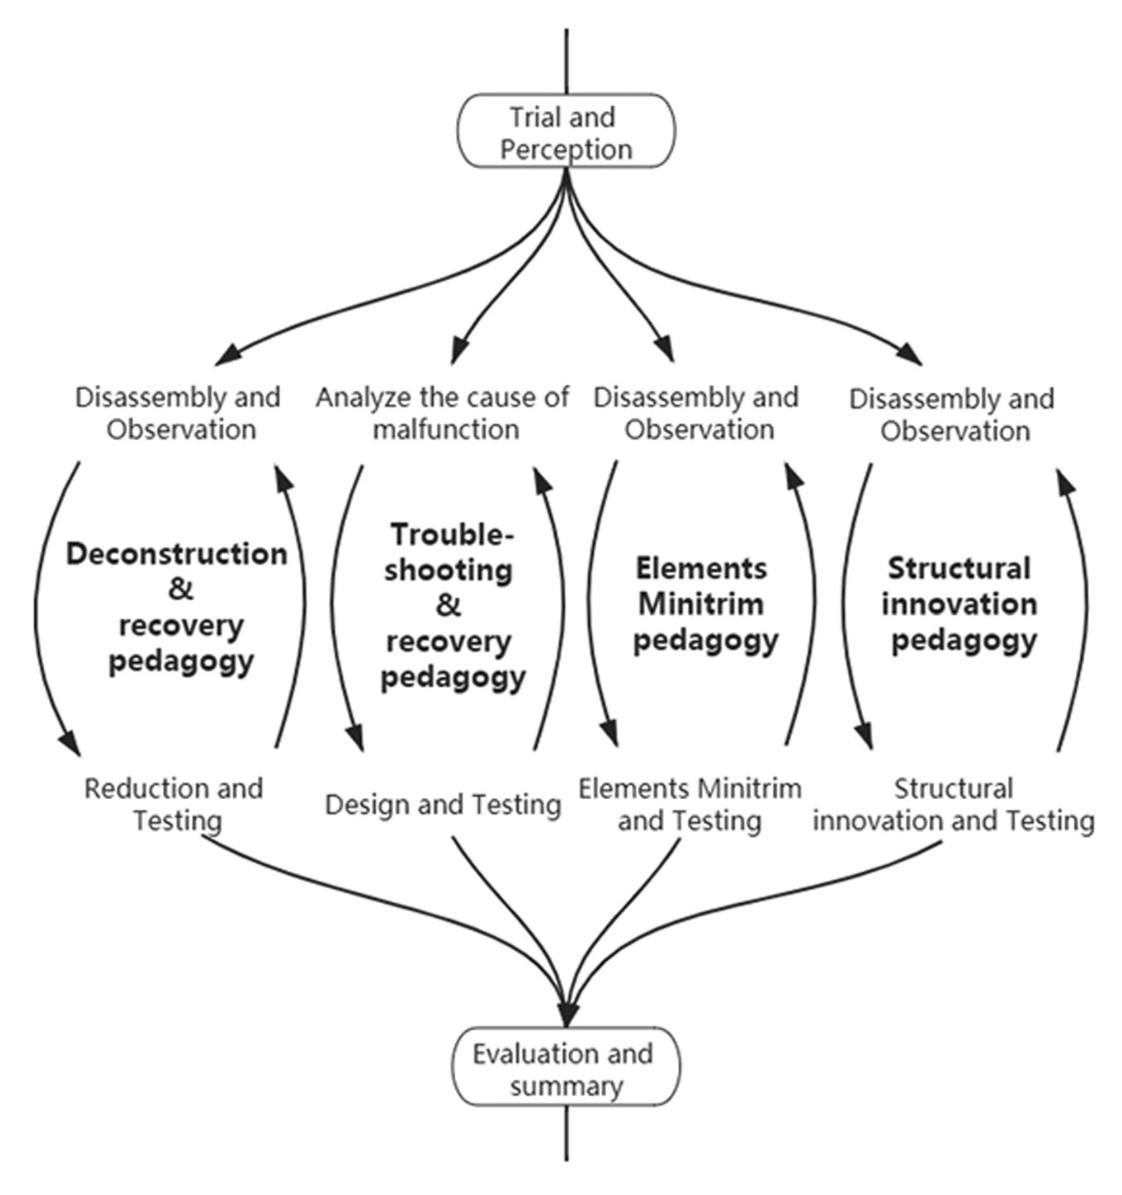 Trial and
Perception
Disassembly and
Observation
Analyze the cause of
malfunction
Disassembly and
Observation
Disassembly and
Observation
Deconstruction
&
recovery
pedagogy
Trouble-
shooting
&
recovery
pedagogy
Elements
Minitrim
pedagogy
Structural
innovation
pedagogy
Reduction and
Testing
Design and Testing
Elements Minitrim
and Testing
Structural
innovation and Testing
Evaluation and
summary